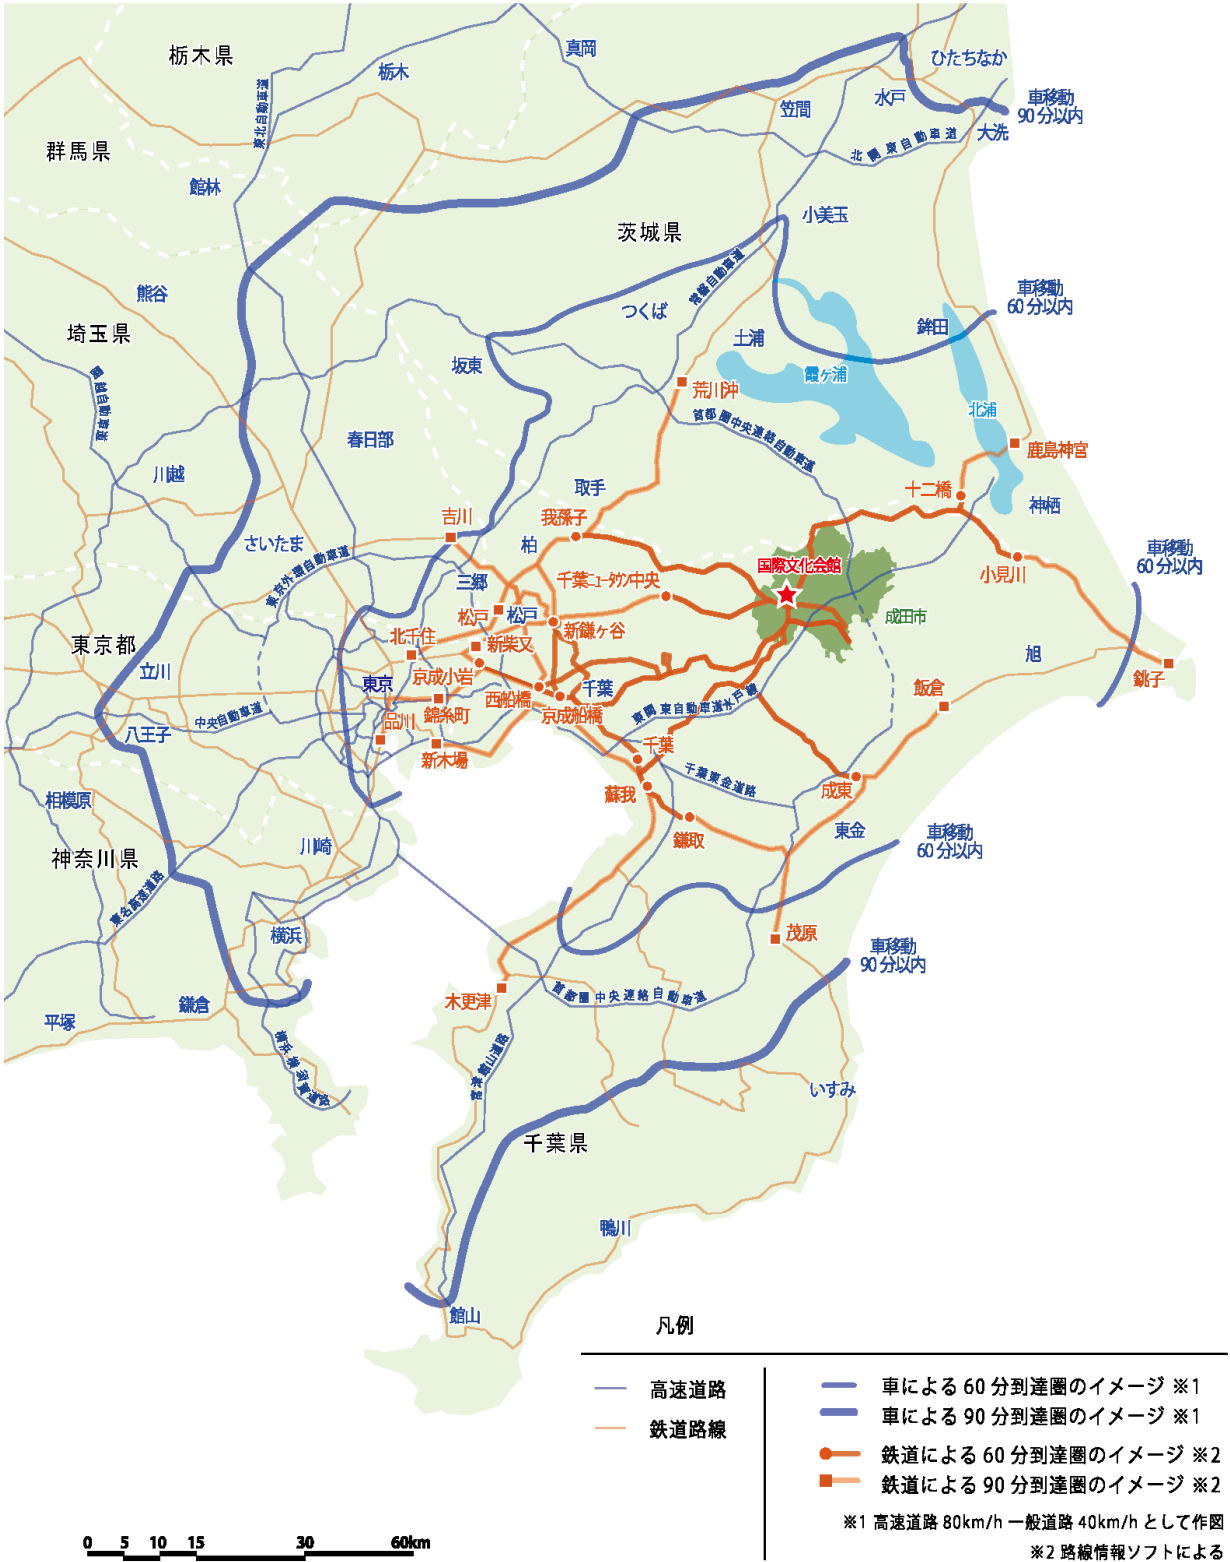 栃木県
栃木
真岡
ひたちなか
水戸
笠間
車移動
90分以内
大洗
東北自動車道
北関東自動車道
群馬県
館林
小美玉
茨城県
常磐自動車道
熊谷
つくば
車移動
60分以内
鉾田
埼玉県
土浦
坂東
霞ヶ浦
荒川沖
北浦
関越自動車道
首都圏中央連絡自動車道
春日部
鹿島神宮
川越
取手
十二橋
神栖
吉川
我孫子
さいたま
柏
東京外環自動車道
三郷
千葉ニュータウン中央
国際文化会館
小見川
車移動
60分以内
松戸
松戸
新鎌ヶ谷
成田市
東京都
北千住
新柴又
旭
立川
京成小岩
東京
西船橋
千葉
飯倉
銚子
中央自動車道
品川
錦糸町
京成船橋
東関東自動車道水戸線
八王子
新木場
千葉
千葉東金道路
相模原
蘇我
成東
川崎
鎌取
東金
車移動
60分以内
神奈川県
東名高速道路
横浜
茂原
車移動
90分以内
木更津
首都圏中央連絡自動車道
鎌倉
平塚
横浜横須賀道路
富津館山道路
いすみ
千葉県
鴨川
館山
凡例
高速道路
鉄道路線
車による60分到達圏のイメージ ※1
車による90分到達圏のイメージ ※1
鉄道による60分到達圏のイメージ ※2
鉄道による90分到達圏のイメージ ※2
※1 高速道路80km/h 一般道路40km/hとして作図
※2 路線情報ソフトによる
0 5 10 15 30 60km